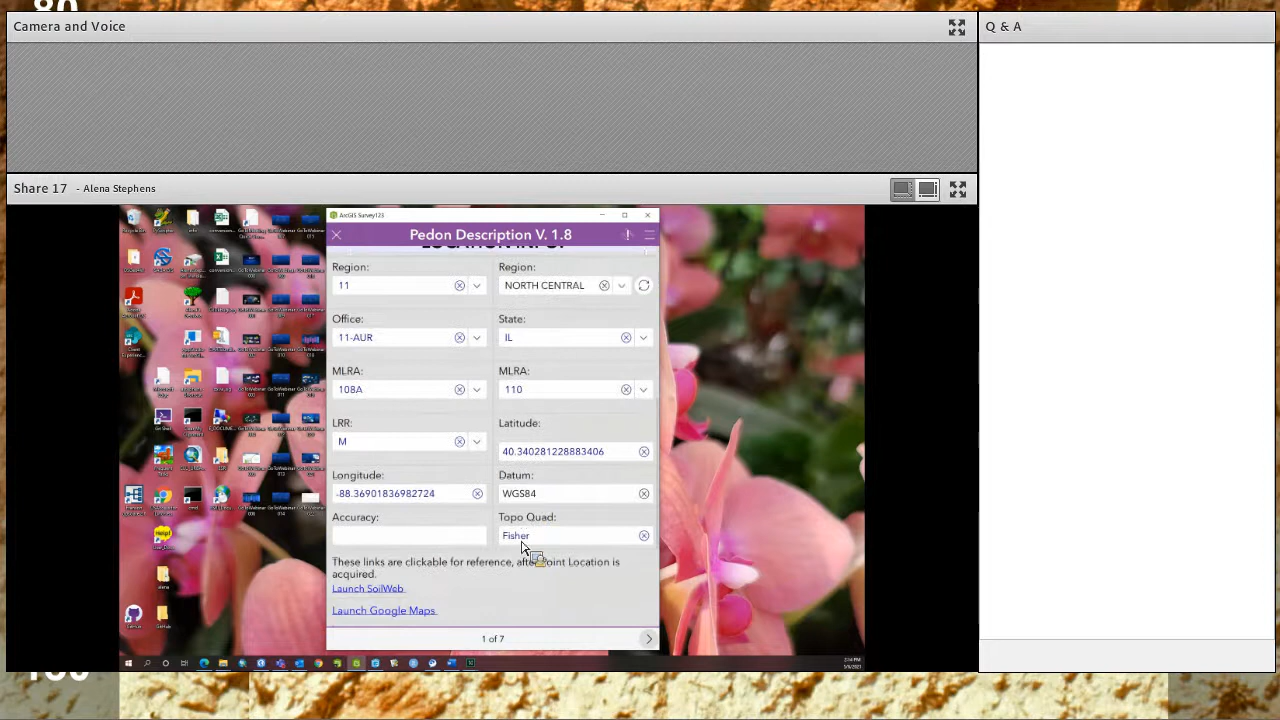 80
Camera and Voice
Q & A
Share 17 - Alena Stephens
ArcGIS Survey123
Pedon Description V. 1.8
Region:
11
Region:
NORTH CENTRAL
Office:
11-AUR
State:
IL
MLRA:
108A
MLRA:
110
LRR:
M
Latitude:
40.340281228883406
Longitude:
-88.36901836982724
Datum:
WGS84
Accuracy:
Topo Quad:
Fisher
These links are clickable for reference, after Point Location is
acquired.
Launch SoilWeb
Launch Google Maps
1 of 7
100